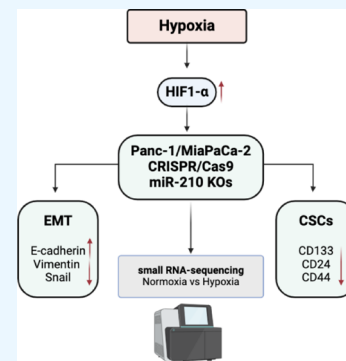 Hypoxia
HIF1-α
Panc-1/MiaPaCa-2
CRISPR/Cas9
miR-210 KOs
EMT
E-cadherin
Vimentin
Snail
small RNA-sequencing
Normoxia vs Hypoxia
CSCs
CD133
CD24
CD44